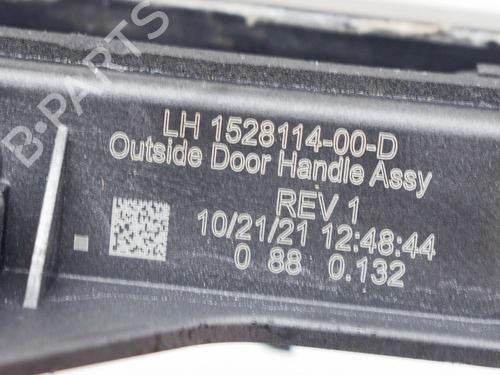 B-PARTS
LH 1528114-00-D
Outside Door Handle Assy
REV 1
10/21/21 12:48:44
0 88 0.132